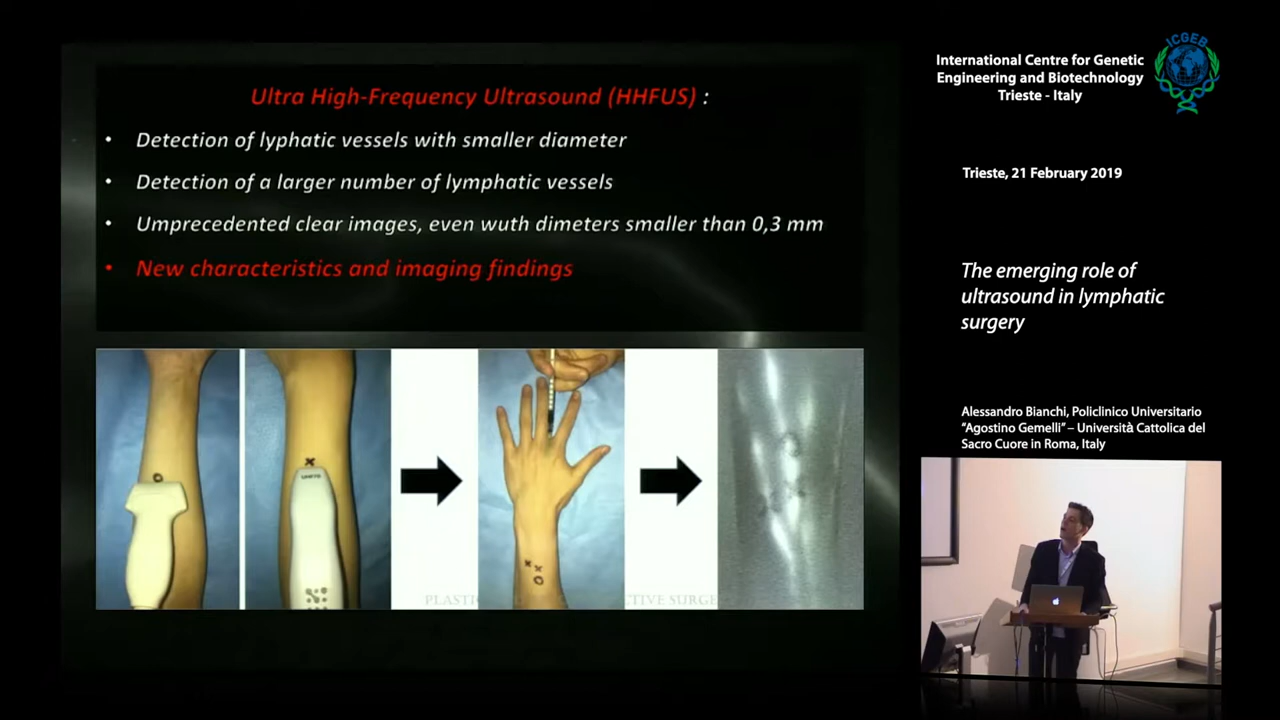 Ultra High-Frequency Ultrasound (HHFUS) :
• Detection of lyphatic vessels with smaller diameter
• Detection of a larger number of lymphatic vessels
• Umprecedented clear images, even wuth dimeters smaller than 0,3 mm
• New characteristics and imaging findings
ICGEB
International Centre for Genetic
Engineering and Biotechnology
Trieste - Italy
Trieste, 21 February 2019
The emerging role of
ultrasound in lymphatic
surgery
Alessandro Bianchi, Policlinico Universitario
“Agostino Gemelli” – Università Cattolica del
Sacro Cuore in Roma, Italy